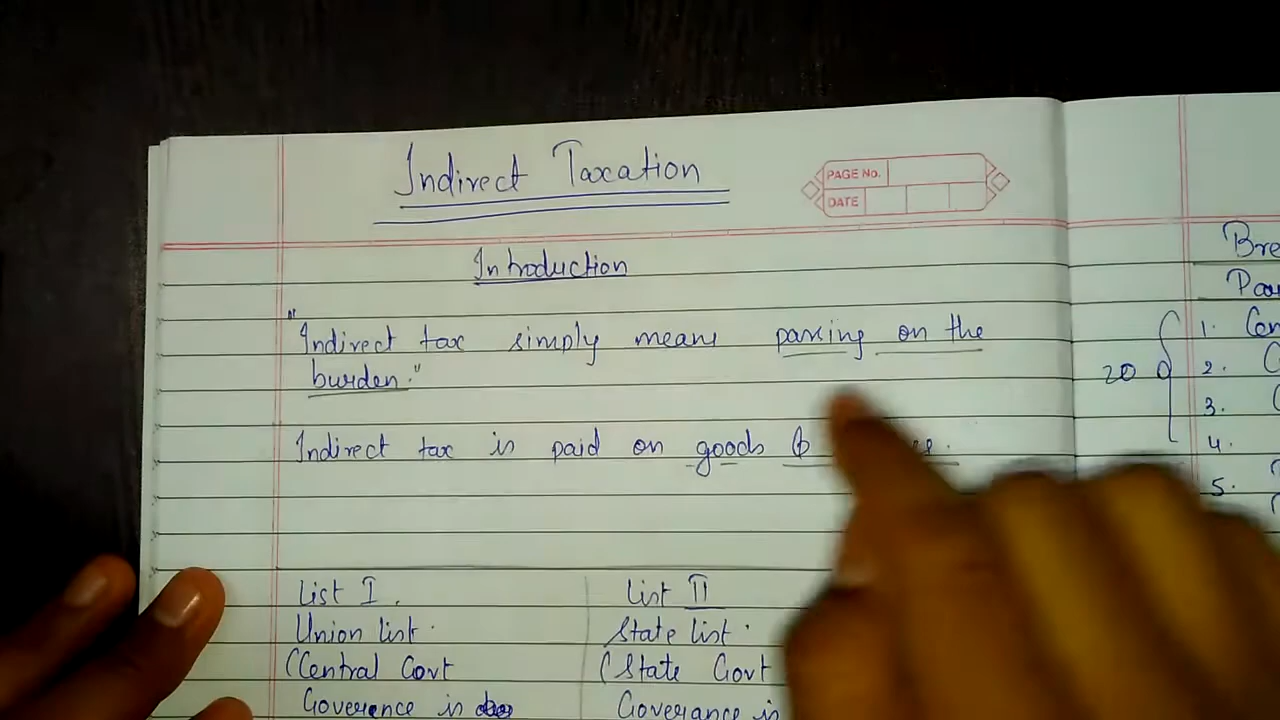 Indirect Taxation
PAGE No.
DATE
Introduction
"Indirect tax simply means passing on the
burden."
Indirect tax is paid on goods &
List I.
Union list.
(Central Govt
Goverence is
List II
State list.
(State Govt
Goverance is
20
1.
2.
3.
4.
5.